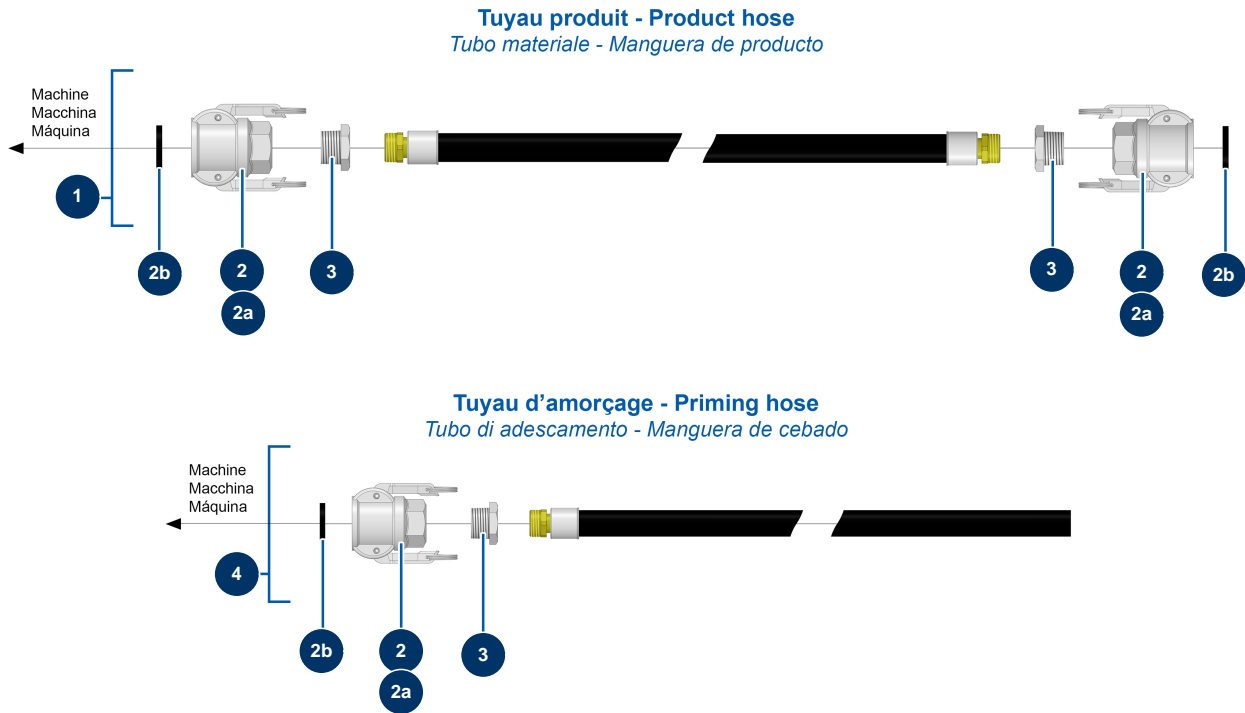 Tuyau produit - Product hose
Tubo materiale - Manguera de producto
Machine
Macchina
Máquina
1
2b
2
2a
3
3
2
2a
2b
Tuyau d'amorçage - Priming hose
Tubo di adescamento - Manguera de cebado
Machine
Macchina
Máquina
4
2b
2
2a
3